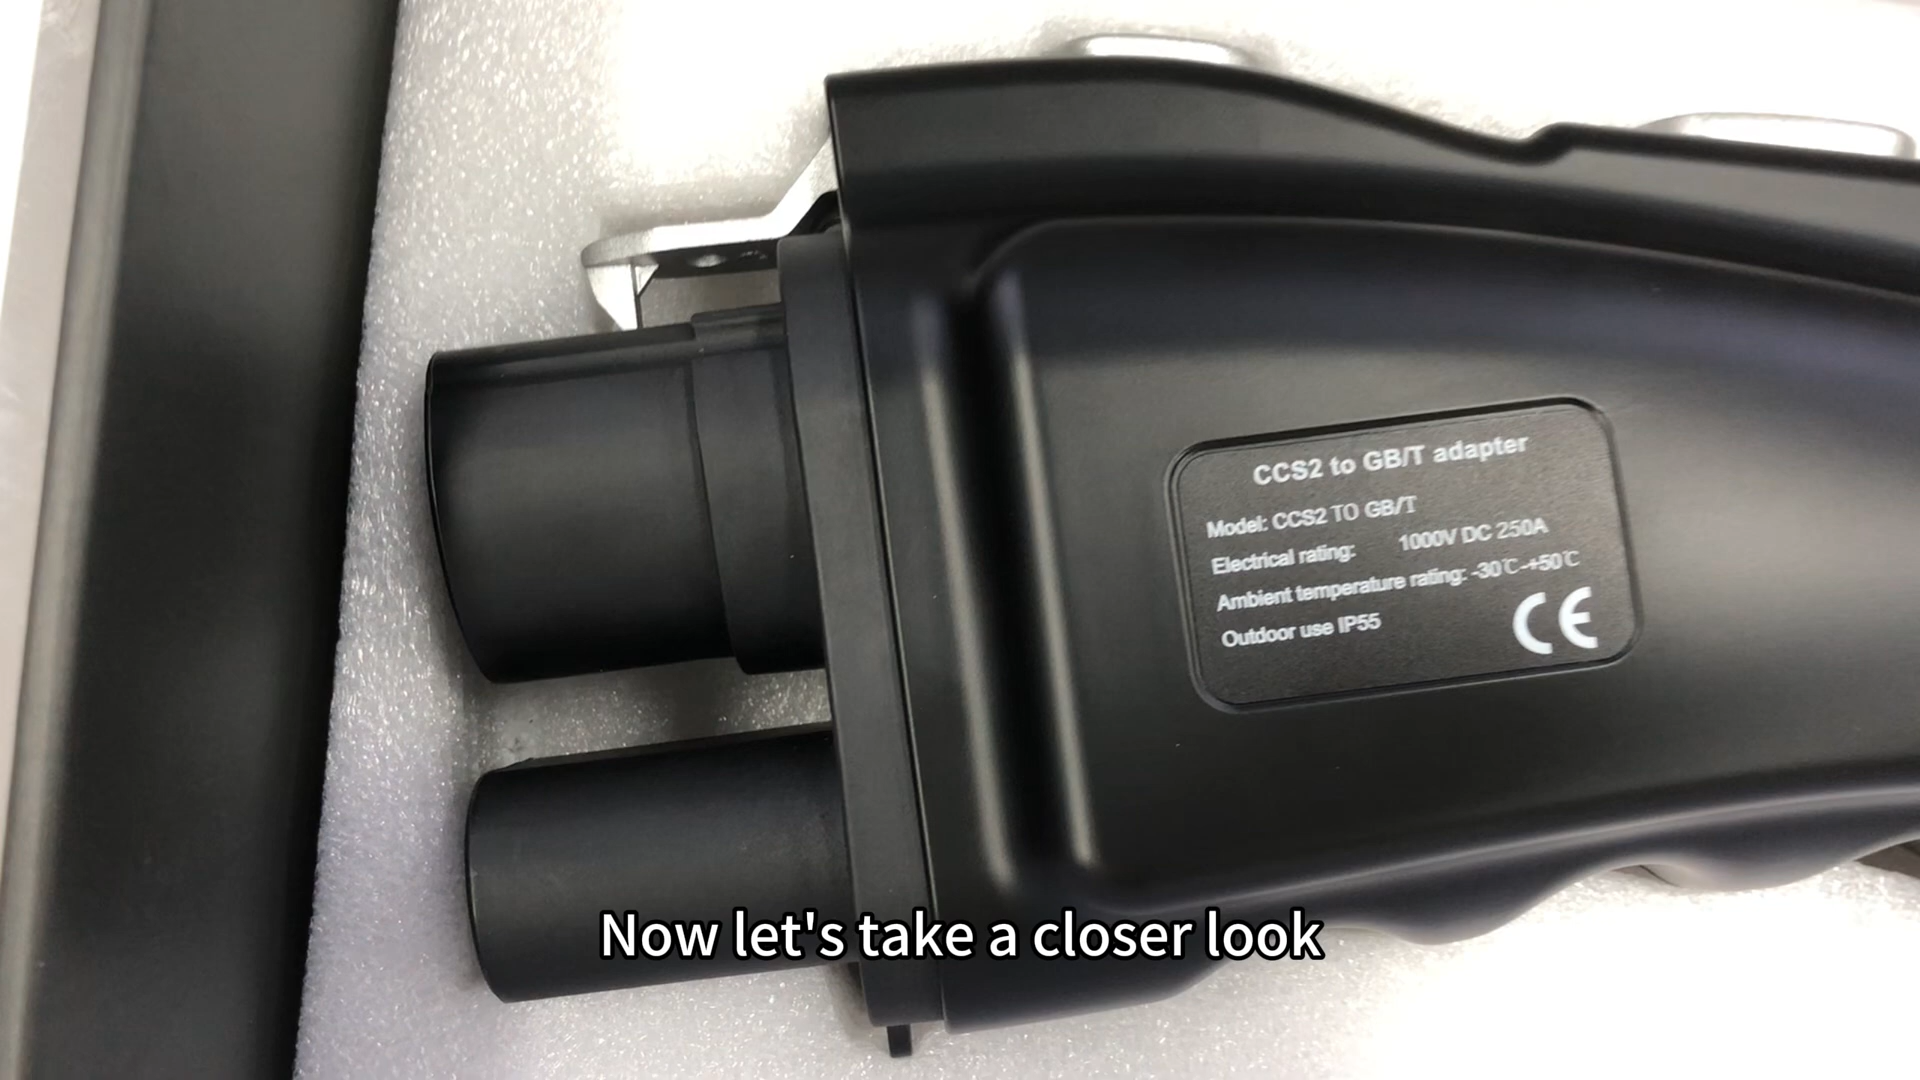 CCS2 to GB/T adapter
Model: CCS2 TO GB/T
Electrical rating: 1000V DC 250A
Ambient temperature rating: -30℃-+50℃
Outdoor use IP55
CE
Now let's take a closer look